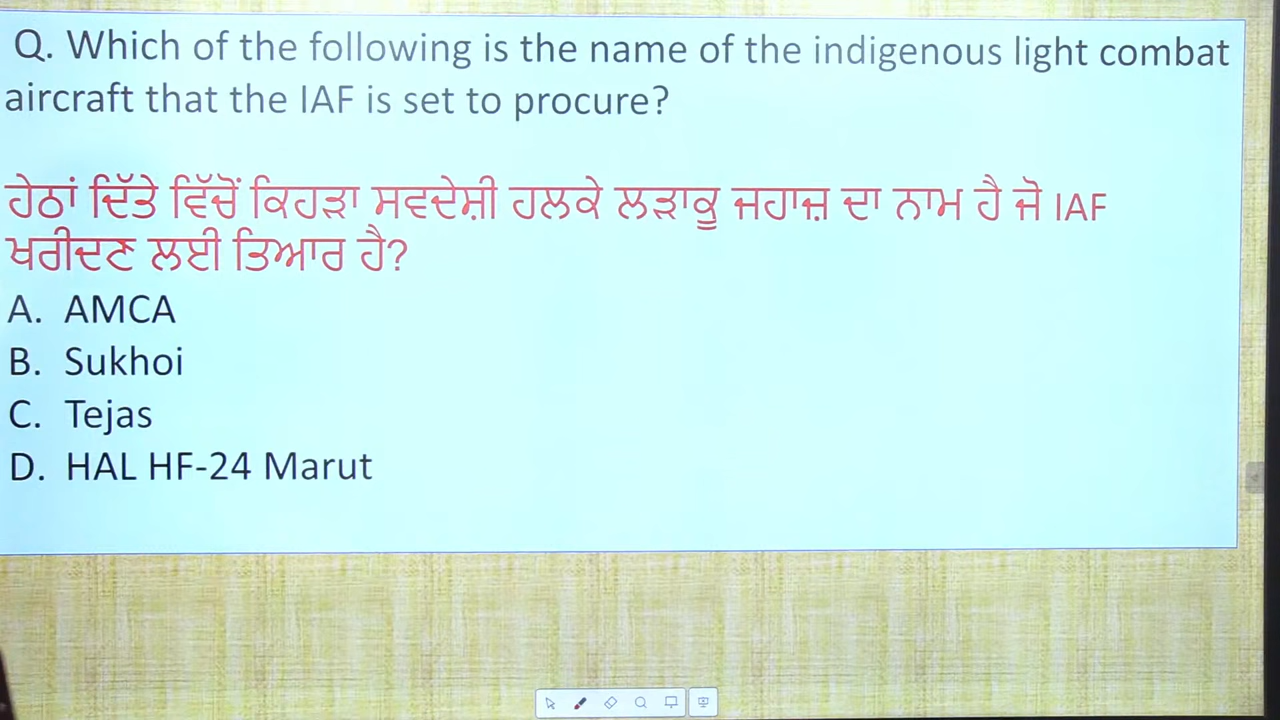 Q. Which of the following is the name of the indigenous light combat
aircraft that the IAF is set to procure?
ਹੇਠਾਂ ਦਿੱਤੇ ਵਿੱਚੋਂ ਕਿਹੜਾ ਸਵਦੇਸ਼ੀ ਹਲਕੇ ਲੜਾਕੂ ਜਹਾਜ਼ ਦਾ ਨਾਮ ਹੈ ਜੋ IAF
ਖਰੀਦਣ ਲਈ ਤਿਆਰ ਹੈ?
A. AMCA
B. Sukhoi
C. Tejas
D. HAL HF-24 Marut